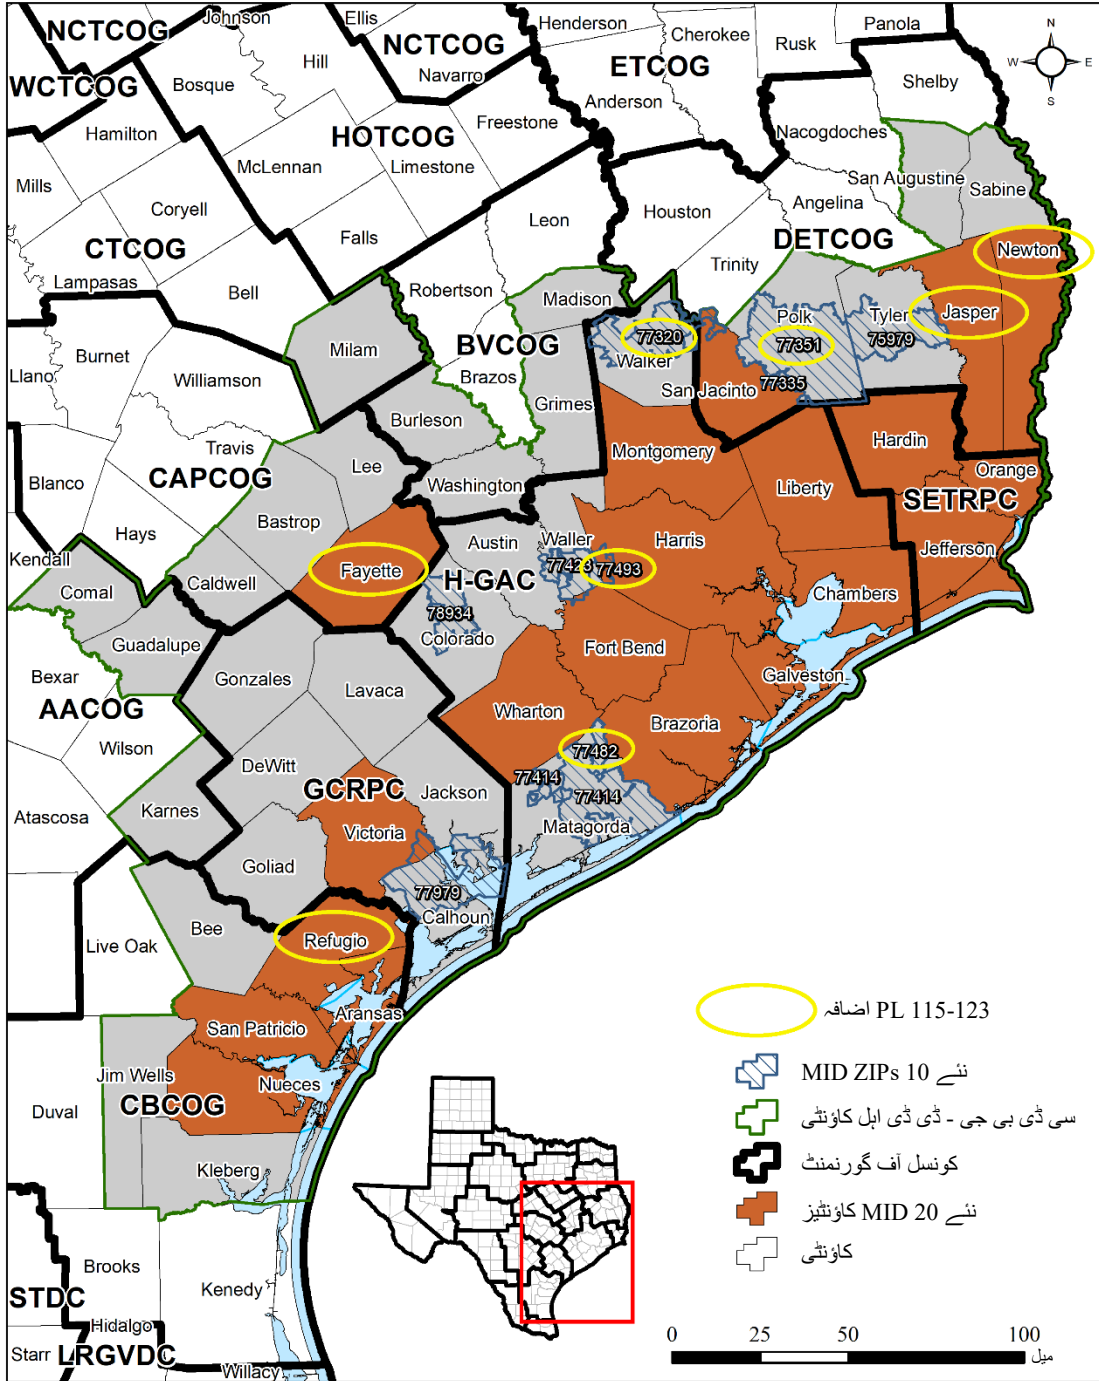 Johnson
Ellis
Henderson
Cherokee
Rusk
Panola
N
W
E
S
NCTCOG
NCTCOG
Hill
Navarro
ETCOG
Shelby
WCTCOG
Bosque
Anderson
Hamilton
HOTCOG
Freestone
Nacogdoches
McLennan
Limestone
San Augustine
Sabine
Mills
Coryell
Leon
Houston
Angelina
CTCOG
Falls
DETCOG
Newton
Lampasas
Bell
Robertson
Madison
Trinity
Jasper
Burnet
Milam
BVCOG
77320
Polk
77351
Tyler
75979
Llano
Williamson
Brazos
Walker
77335
San Jacinto
Grimes
Burleson
Travis
Lee
Montgomery
Hardin
Blanco
CAPCOG
Washington
Liberty
Orange
SETRPC
Bastrop
Hays
Austin
Waller
Harris
Jefferson
Kendall
Fayette
77423
77493
Comal
Caldwell
H-GAC
Chambers
78934
Colorado
Guadalupe
Fort Bend
Bexar
Gonzales
Lavaca
Galveston
AACOG
Wharton
Brazoria
Wilson
77482
DeWitt
77414
GCRPC
Jackson
77414
Atascosa
Karnes
Victoria
Matagorda
Goliad
77979
Calhoun
Bee
Live Oak
Refugio
Aransas
San Patricio
Jim Wells
Nueces
Duval
CBCOG
Kleberg
Brooks
Kenedy
STDC
Hidalgo
Starr
LRGVDC
Willacy
PL 115-123 اضافہ
نئے 10 MID ZIPs
سی ڈی بی جی - ڈی ڈی اہل کاؤنٹی
کونسل آف گورنمنٹ
نئے 20 MID کاؤنٹیز
کاؤنٹی
0 25 50 100
میل